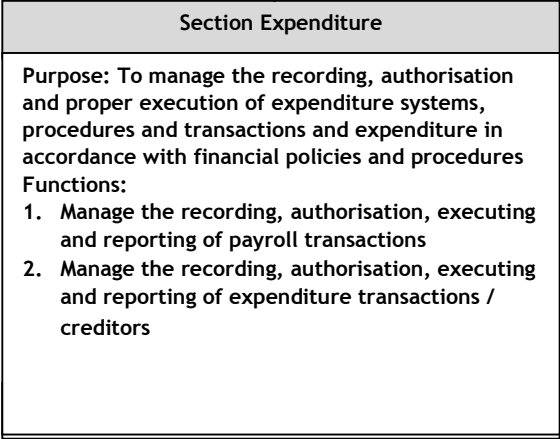 Section Expenditure
Purpose: To manage the recording, authorisation
and proper execution of expenditure systems,
procedures and transactions and expenditure in
accordance with financial policies and procedures
Functions:
1. Manage the recording, authorisation, executing
and reporting of payroll transactions
2. Manage the recording, authorisation, executing
and reporting of expenditure transactions /
creditors